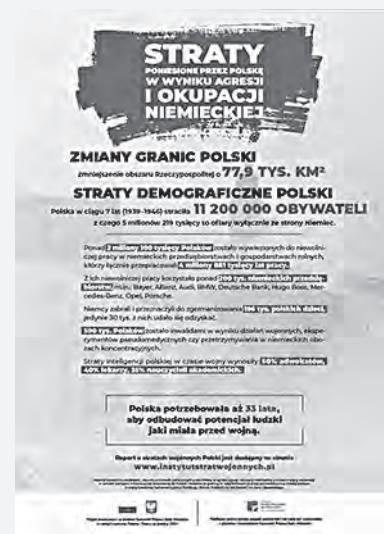 STRATY
PONIESIONE PRZEZ POLSKĘ
W WYNIKU AGRESJI
I OKUPACJI
NIEMIECKIEJ
ZMIANY GRANIC POLSKI
zmniejszenie obszaru Rzeczypospolitej o 77,9 TYS. KM²
STRATY DEMOGRAFICZNE POLSKI
Polska w ciągu 7 lat (1939–1945) straciła 11 200 000 OBYWATELI
z czego 5 milionów 219 tysięcy to ofiary wyłącznie ze strony Niemiec.
Ponad 2 miliony 100 tysięcy Polaków zostało wywiezionych do niewolni-
czej pracy w niemieckich przedsiębiorstwach i gospodarstwach rolnych,
którzy łącznie przepracowali lat pracy.
Z ich niewolniczej pracy korzystało ponad 200 tys. niemieckich przedsię-
biorstw m.in.: Bayer, Allianz, Audi, BMW, Deutsche Bank, Hugo Boss, Mer-
cedes-Benz, Opel, Porsche.
Niemcy zabrali i przeznaczyli do zgermanizowania 196 tys. polskich dzieci,
jedynie 30 tys. z nich udało się odzyskać.
590 tys. Polaków zostało inwalidami w wyniku działań wojennych, ekspe-
rymentów pseudomedycznych czy przetrzymywania w niemieckich obo-
zach koncentracyjnych.
Straty inteligencji polskiej w czasie wojny wynosiły: 50% adwokatów,
40% lekarzy, 35% nauczycieli akademickich.
Polska potrzebowała aż 33 lata,
aby odbudować potencjał ludzki
jaki miała przed wojną.
Raport o stratach wojennych Polski jest dostępny na stronie
www.instytutstratwojennych.pl